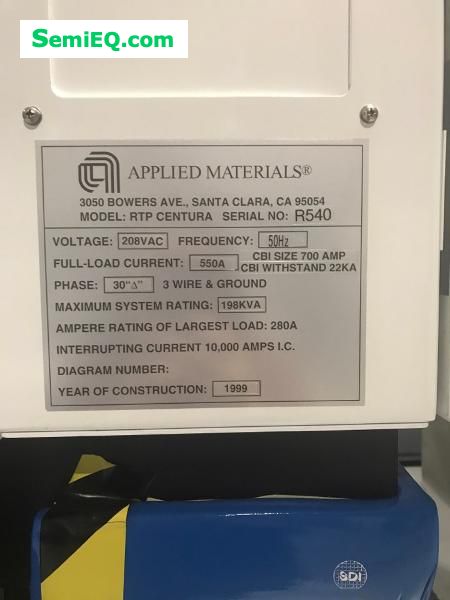 SemiEQ.com
APPLIED MATERIALS®
3050 BOWERS AVE., SANTA CLARA, CA 95054
MODEL: RTP CENTURA SERIAL NO: R540
VOLTAGE: 208VAC FREQUENCY: 50Hz
FULL-LOAD CURRENT: 550A CBI SIZE 700 AMP
CBI WITHSTAND 22KA
PHASE: 30"Δ" 3 WIRE & GROUND
MAXIMUM SYSTEM RATING: 198KVA
AMPERE RATING OF LARGEST LOAD: 280A
INTERRUPTING CURRENT 10,000 AMPS I.C.
DIAGRAM NUMBER:
YEAR OF CONSTRUCTION: 1999
SDI